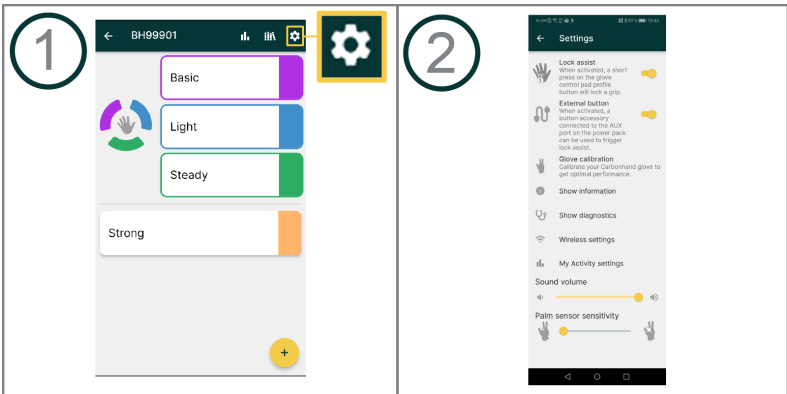 1
BH99901
Basic
Light
Steady
Strong
+
2
10:42
Settings
Lock assist
When activated, a short
press on the glove
control pad profile
button will lock a grip.
External button
When activated, a
button accessory
connected to the AUX
port on the power pack
can be used to trigger
lock assist.
Glove calibration
Calibrate your Carbonhand glove to
get optimal performance.
Show information
Show diagnostics
Wireless settings
My Activity settings
Sound volume
Palm sensor sensitivity